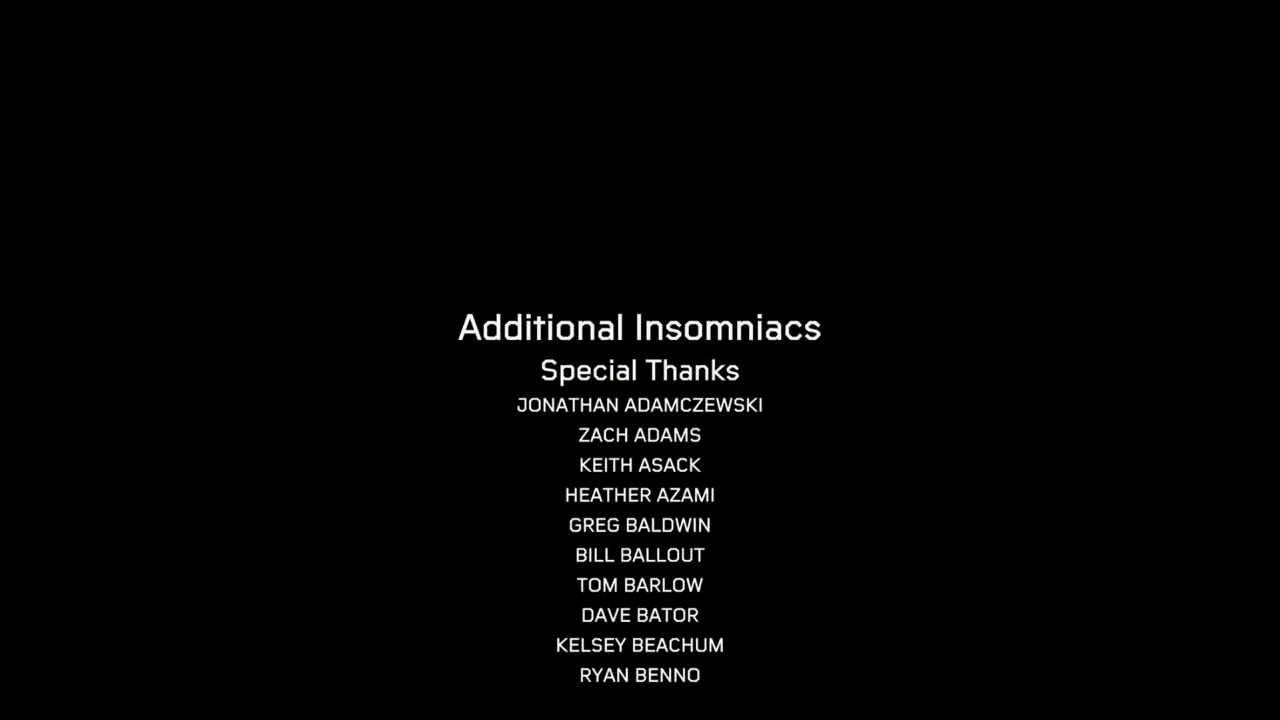 Additional Insomniacs
Special Thanks
JONATHAN ADAMCZEWSKI
ZACH ADAMS
KEITH ASACK
HEATHER AZAMI
GREG BALDWIN
BILL BALLOUT
TOM BARLOW
DAVE BATOR
KELSEY BEACHUM
RYAN BENNO